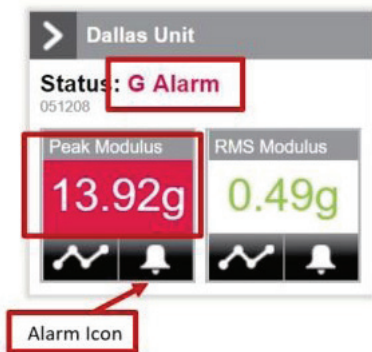 Dallas Unit
Status: G Alarm
051208
Peak Modulus
RMS Modulus
13.92g
0.49g
Alarm Icon